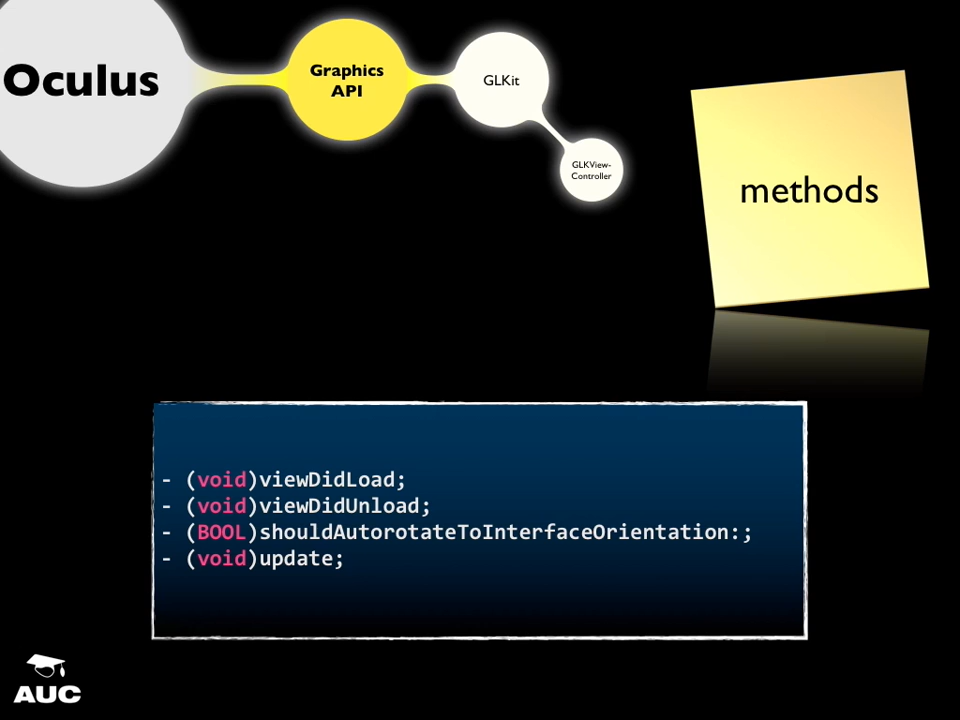 Oculus
Graphics
API
GLKit
GLKView-
Controller
methods
- (void)viewDidLoad;
- (void)viewDidUnload;
- (BOOL)shouldAutorotateToInterfaceOrientation:;
- (void)update;
AUC